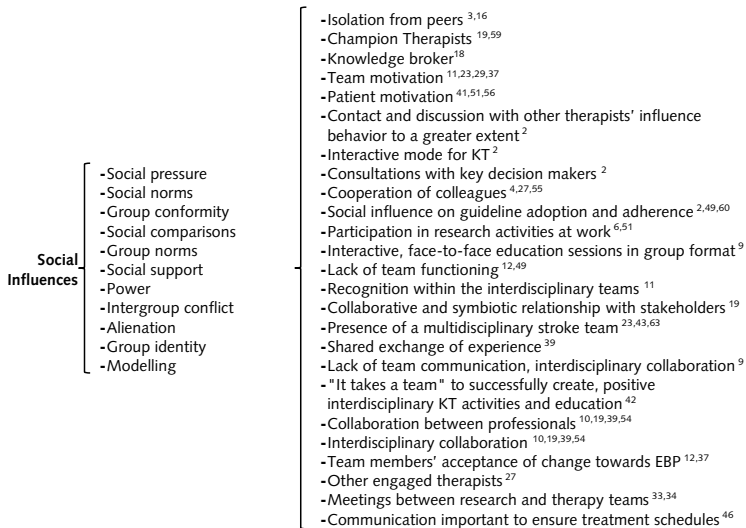 Social
Influences
-Social pressure
-Social norms
-Group conformity
-Social comparisons
-Group norms
-Social support
-Power
-Intergroup conflict
-Alienation
-Group identity
-Modelling
-Isolation from peers 3,16
-Champion Therapists 19,59
-Knowledge broker18
-Team motivation 11,23,29,37
-Patient motivation 41,51,56
-Contact and discussion with other therapists' influence
behavior to a greater extent 2
-Interactive mode for KT 2
-Consultations with key decision makers 2
-Cooperation of colleagues 4,27,55
-Social influence on guideline adoption and adherence 2,49,60
-Participation in research activities at work 6,51
-Interactive, face-to-face education sessions in group format 9
-Lack of team functioning 12,49
-Recognition within the interdisciplinary teams 11
-Collaborative and symbiotic relationship with stakeholders 19
-Presence of a multidisciplinary stroke team 23,43,63
-Shared exchange of experience 39
-Lack of team communication, interdisciplinary collaboration 9
-"It takes a team" to successfully create, positive
interdisciplinary KT activities and education 42
-Collaboration between professionals 10,19,39,54
-Interdisciplinary collaboration 10,19,39,54
-Team members' acceptance of change towards EBP 12,37
-Other engaged therapists 27
-Meetings between research and therapy teams 33,34
-Communication important to ensure treatment schedules 46